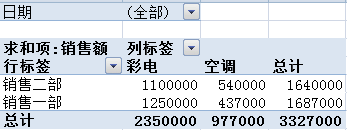 日期 （全部）
求和项:销售额 列标签
行标签 彩电 空调 总计
销售二部 1100000 540000 1640000
销售一部 1250000 437000 1687000
总计 2350000 977000 3327000